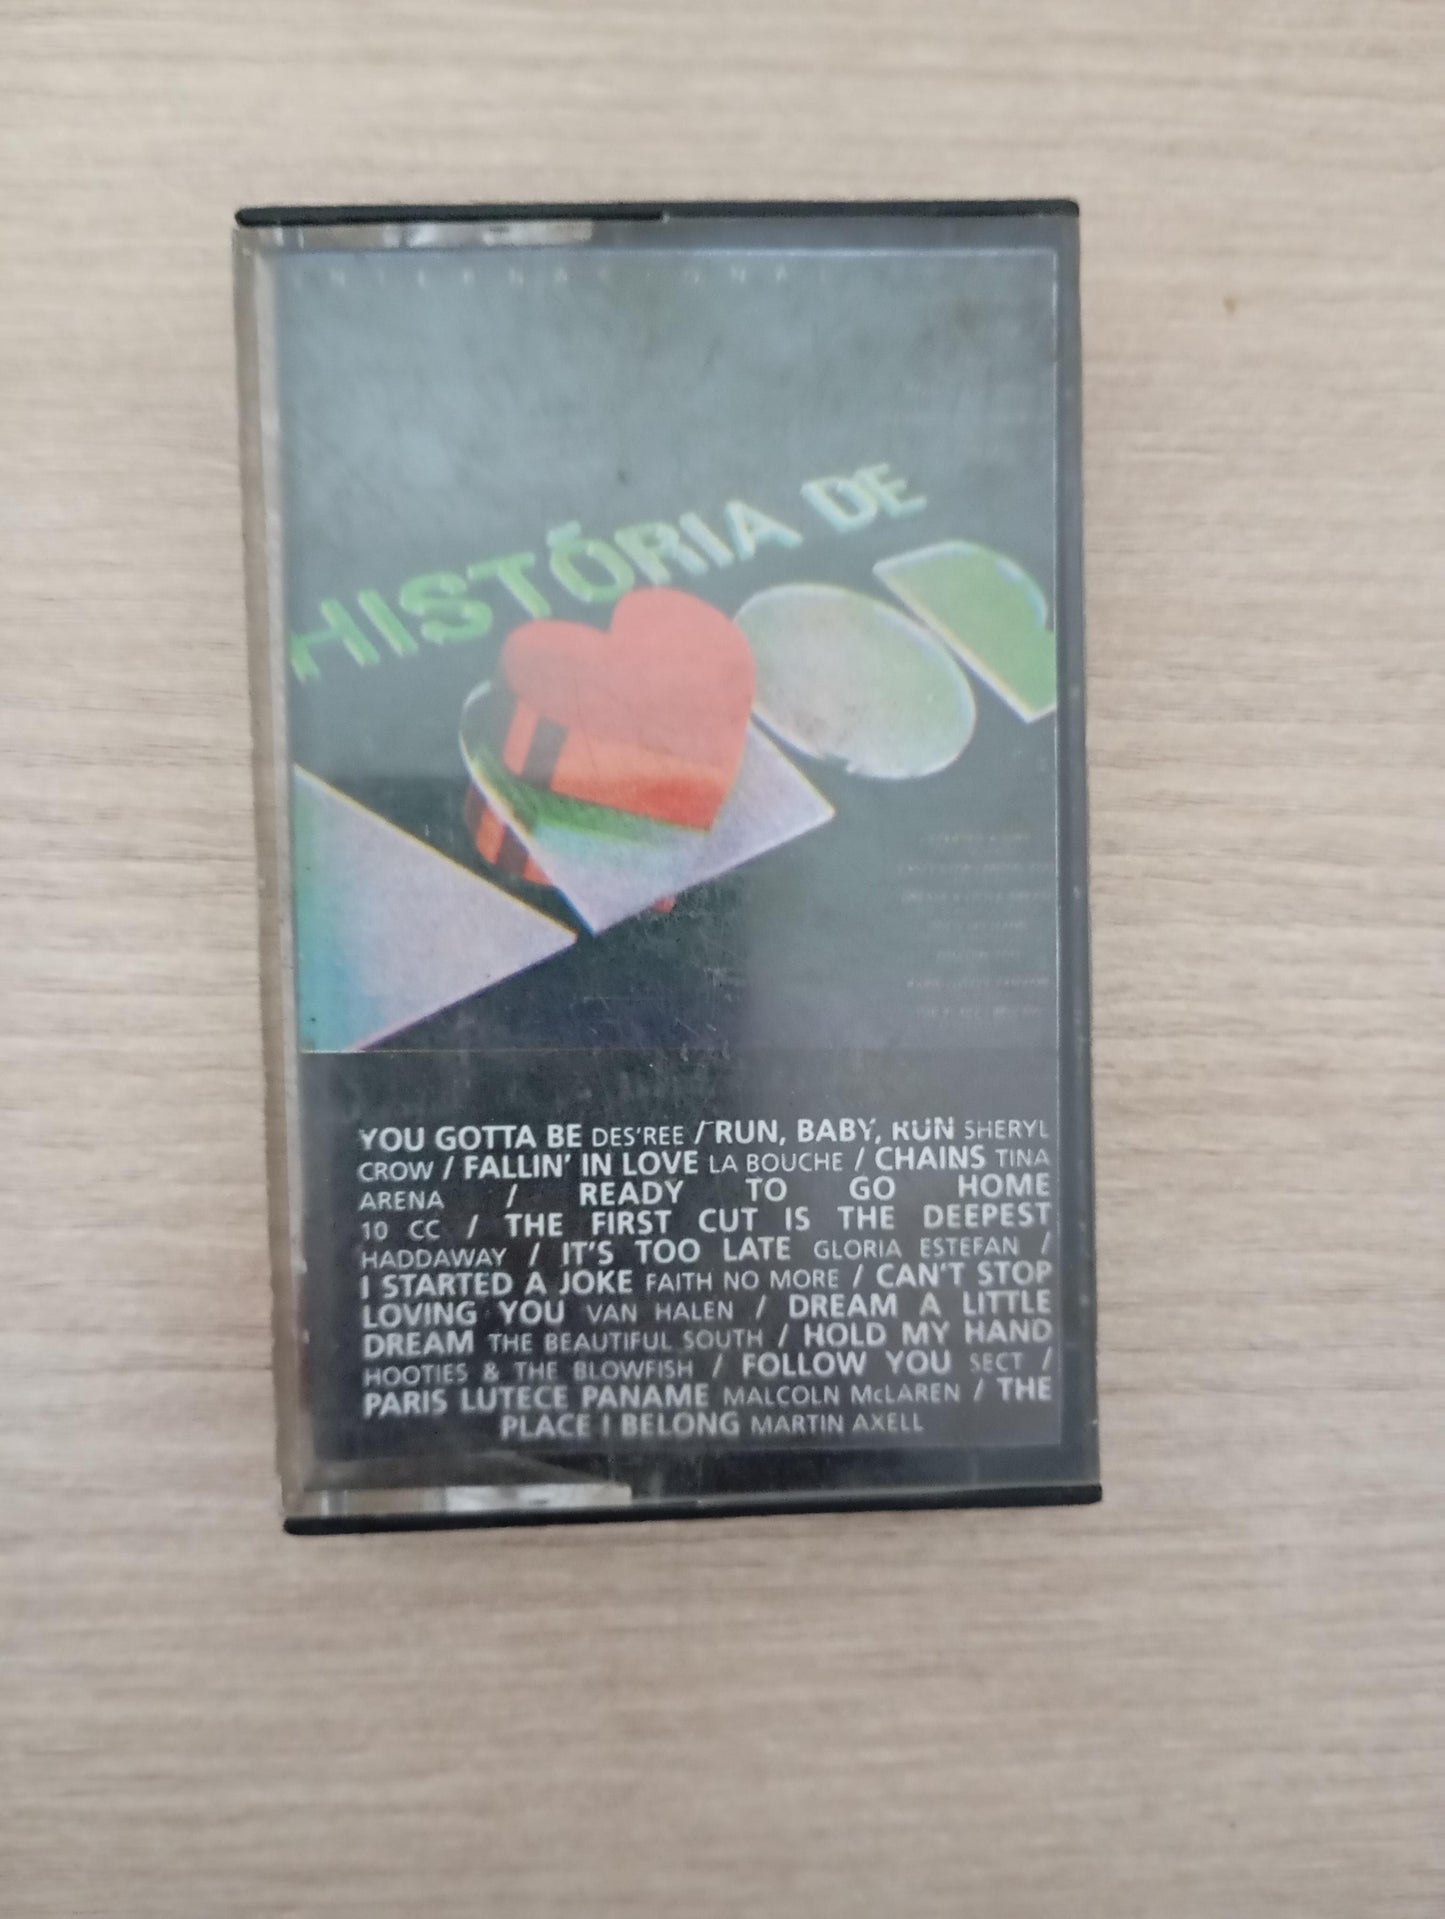 INTERNACIONAL
HISTÓRIA DE
YOU GOTTA BE DES'REE / RUN, BABY, RUN SHERYL
CROW / FALLIN' IN LOVE LA BOUCHE / CHAINS TINA
ARENA / READY TO GO HOME
10 CC / THE FIRST CUT IS THE DEEPEST
HADDAWAY / IT'S TOO LATE GLORIA ESTEFAN /
I STARTED A JOKE FAITH NO MORE / CAN'T STOP
LOVING YOU VAN HALEN / DREAM A LITTLE
DREAM THE BEAUTIFUL SOUTH / HOLD MY HAND
HOOTIES & THE BLOWFISH / FOLLOW YOU SECT /
PARIS LUTECE PANAME MALCOLN McLAREN / THE
PLACE I BELONG MARTIN AXELL